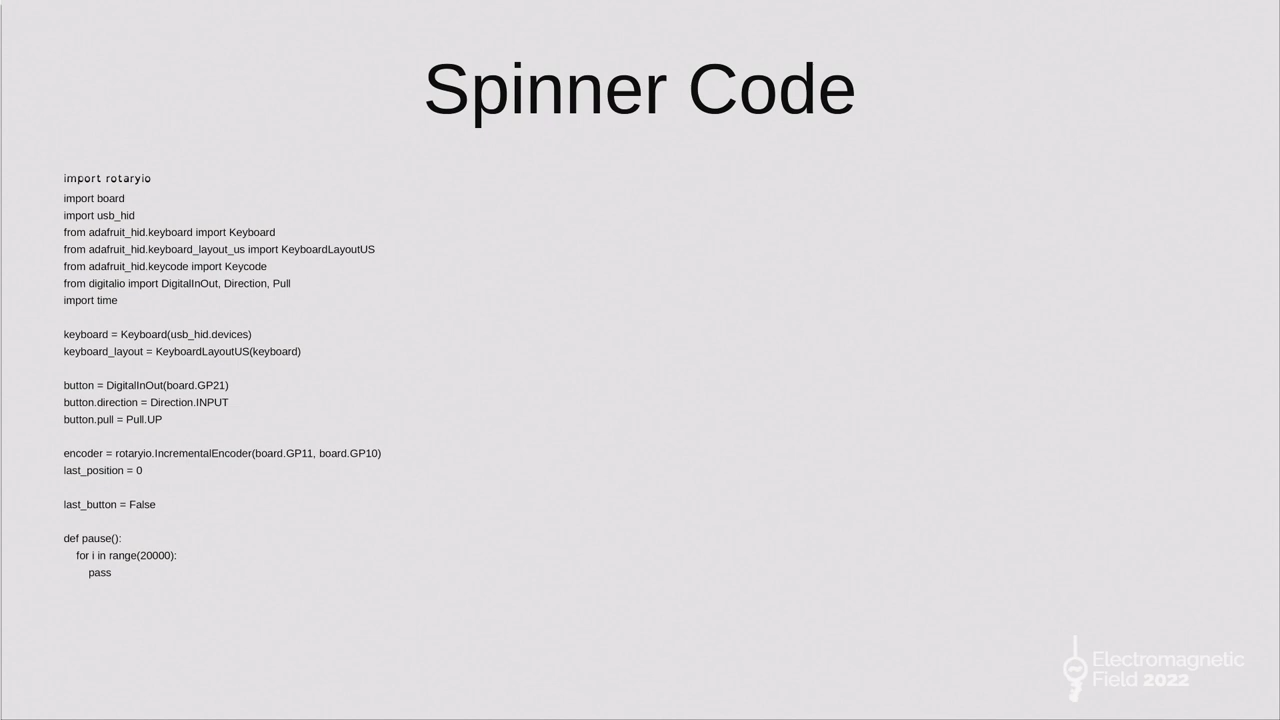 Spinner Code
import rotaryio
import board
import usb_hid
from adafruit_hid.keyboard import Keyboard
from adafruit_hid.keyboard_layout_us import KeyboardLayoutUS
from adafruit_hid.keycode import Keycode
from digitalio import DigitalInOut, Direction, Pull
import time
keyboard = Keyboard(usb_hid.devices)
keyboard_layout = KeyboardLayoutUS(keyboard)
button = DigitalInOut(board.GP21)
button.direction = Direction.INPUT
button.pull = Pull.UP
encoder = rotaryio.IncrementalEncoder(board.GP11, board.GP10)
last_position = 0
last_button = False
def pause():
    for i in range(20000):
        pass
Electromagnetic
Field 2022